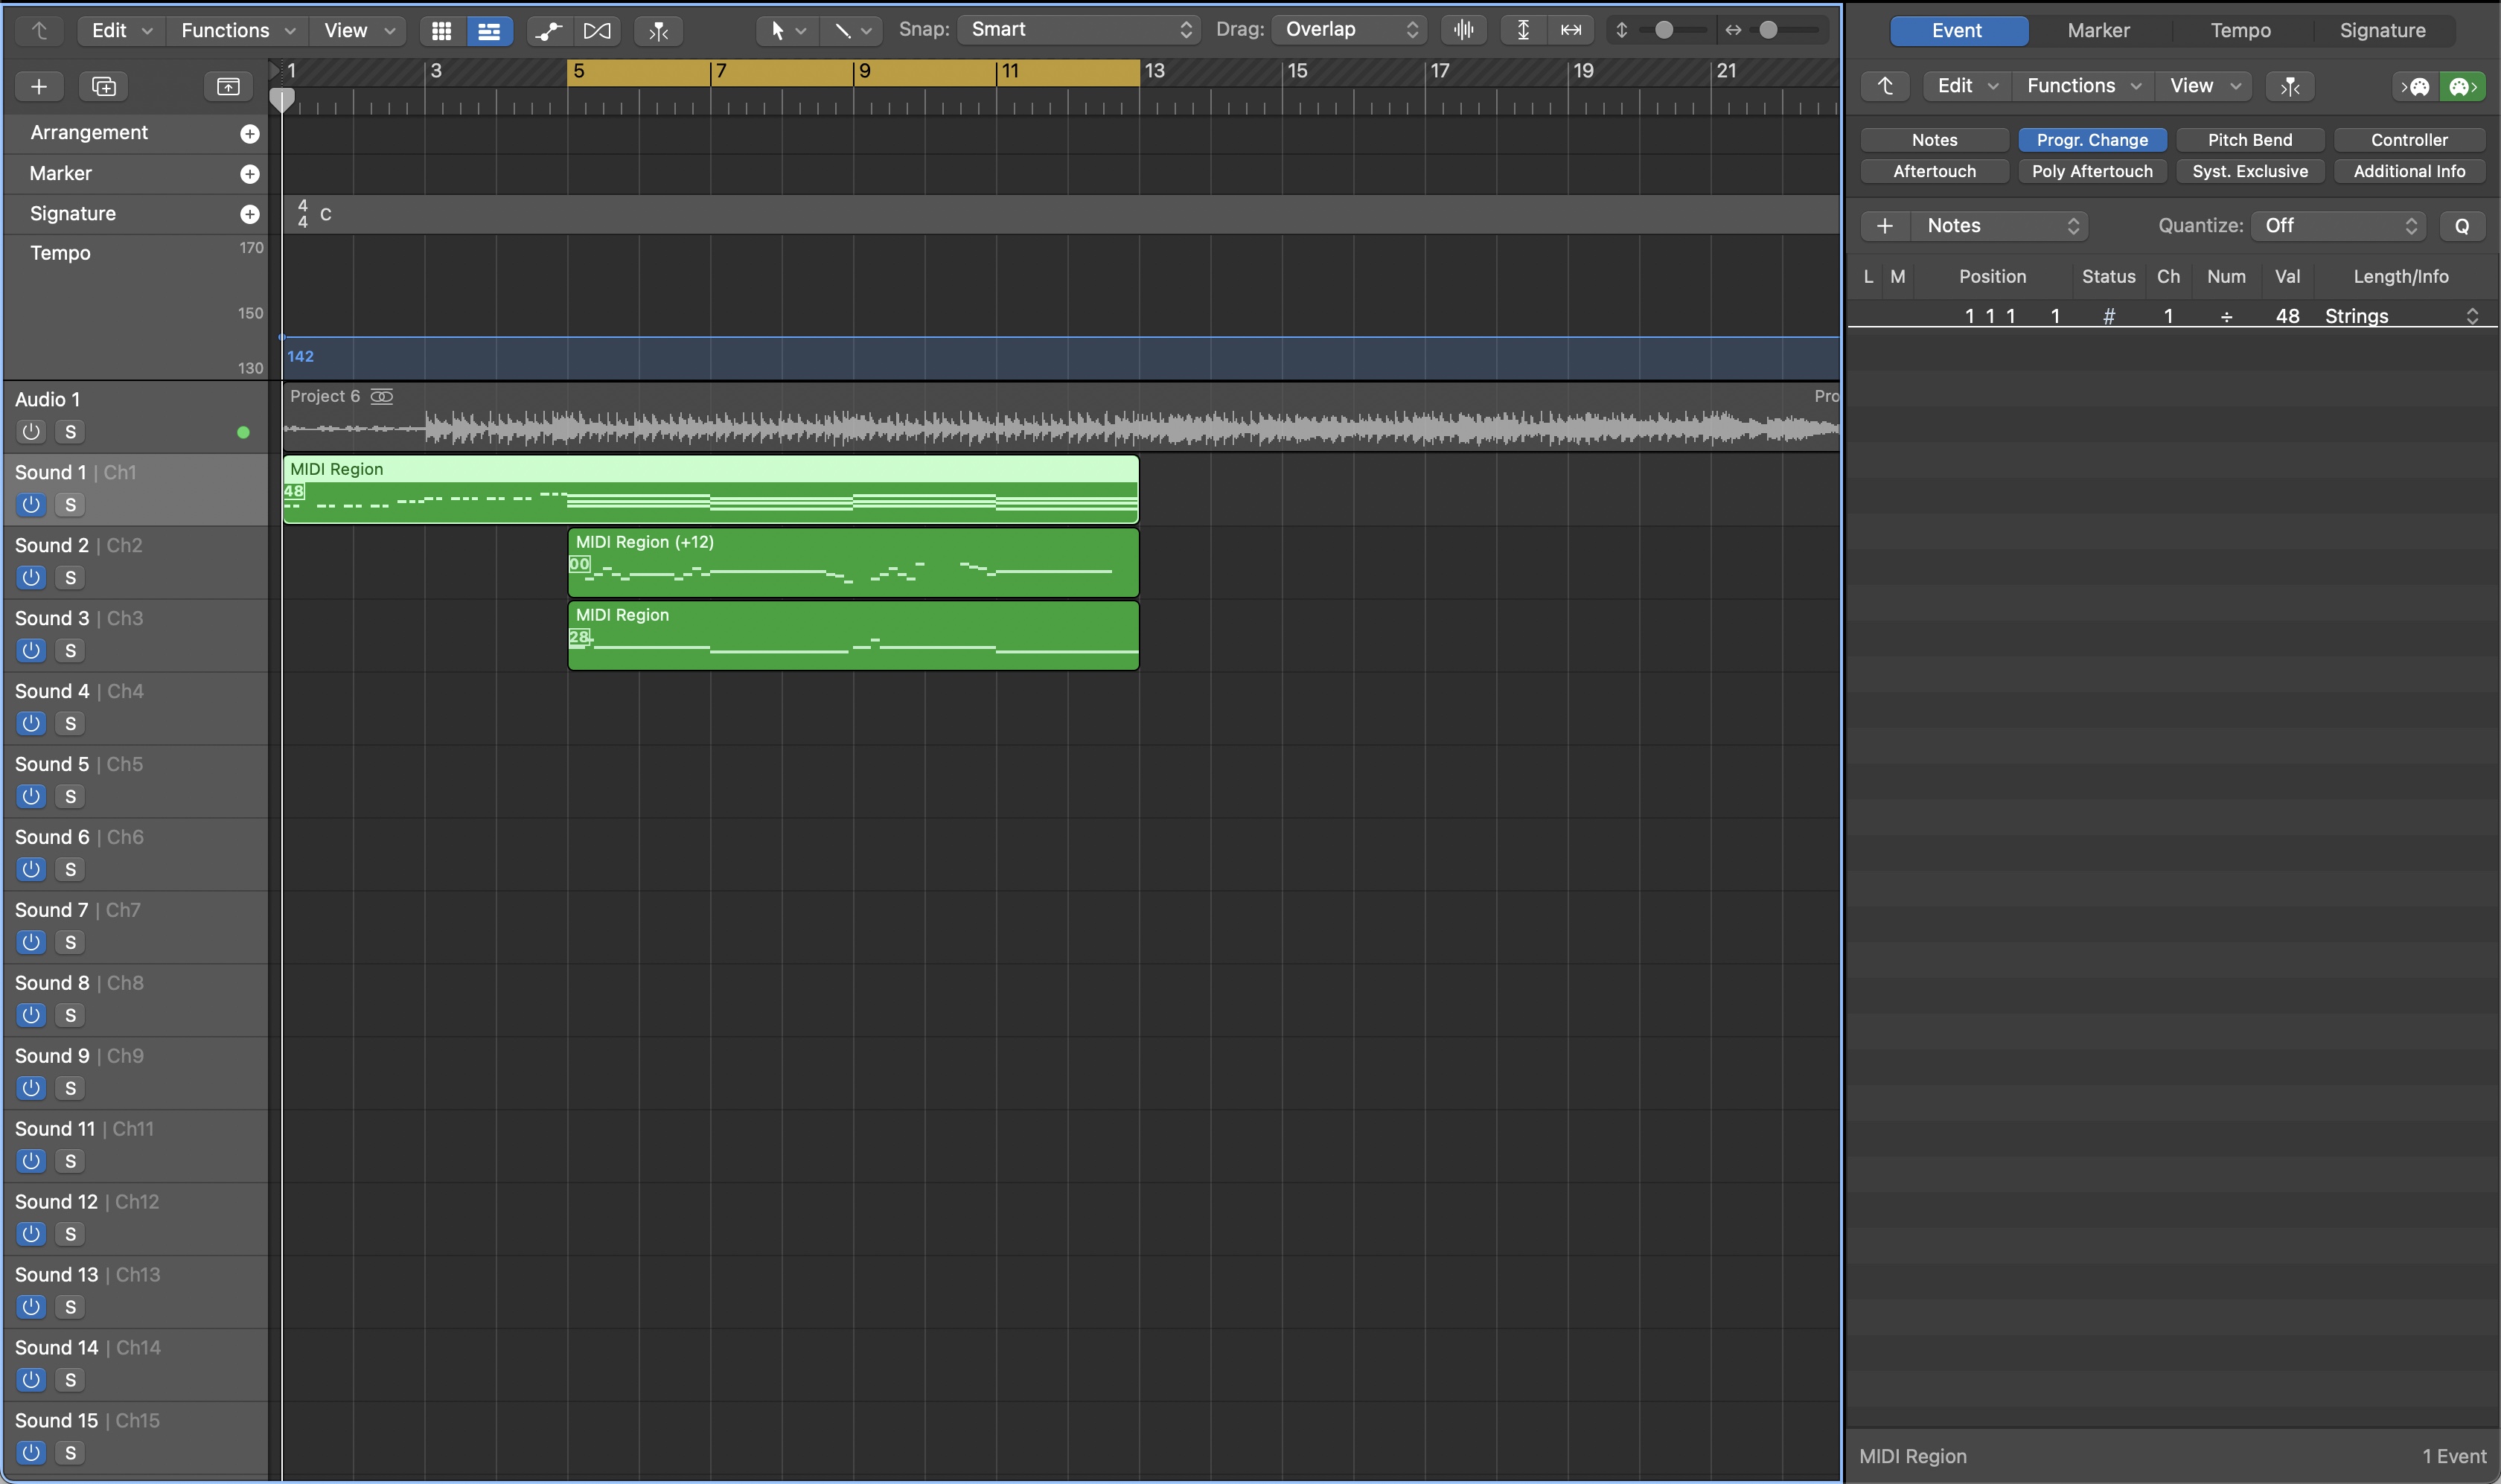 Edit Functions View Snap: Smart Drag: Overlap
1 3 5 7 9 11 13 15 17 19 21
Arrangement
Marker
Signature 4 4 C
Tempo 170
150
142
130
Audio 1
S
Project 6 Pro
Sound 1 | Ch1
S
MIDI Region
48
Sound 2 | Ch2
S
MIDI Region (+12)
00
Sound 3 | Ch3
S
MIDI Region
28
Sound 4 | Ch4
S
Sound 5 | Ch5
S
Sound 6 | Ch6
S
Sound 7 | Ch7
S
Sound 8 | Ch8
S
Sound 9 | Ch9
S
Sound 11 | Ch11
S
Sound 12 | Ch12
S
Sound 13 | Ch13
S
Sound 14 | Ch14
S
Sound 15 | Ch15
S
Event Marker Tempo Signature
Edit Functions View
Notes Progr. Change Pitch Bend Controller
Aftertouch Poly Aftertouch Syst. Exclusive Additional Info
+ Notes Quantize: Off Q
L M Position Status Ch Num Val Length/Info
1 1 1 1 # 1 ÷ 48 Strings
MIDI Region 1 Event